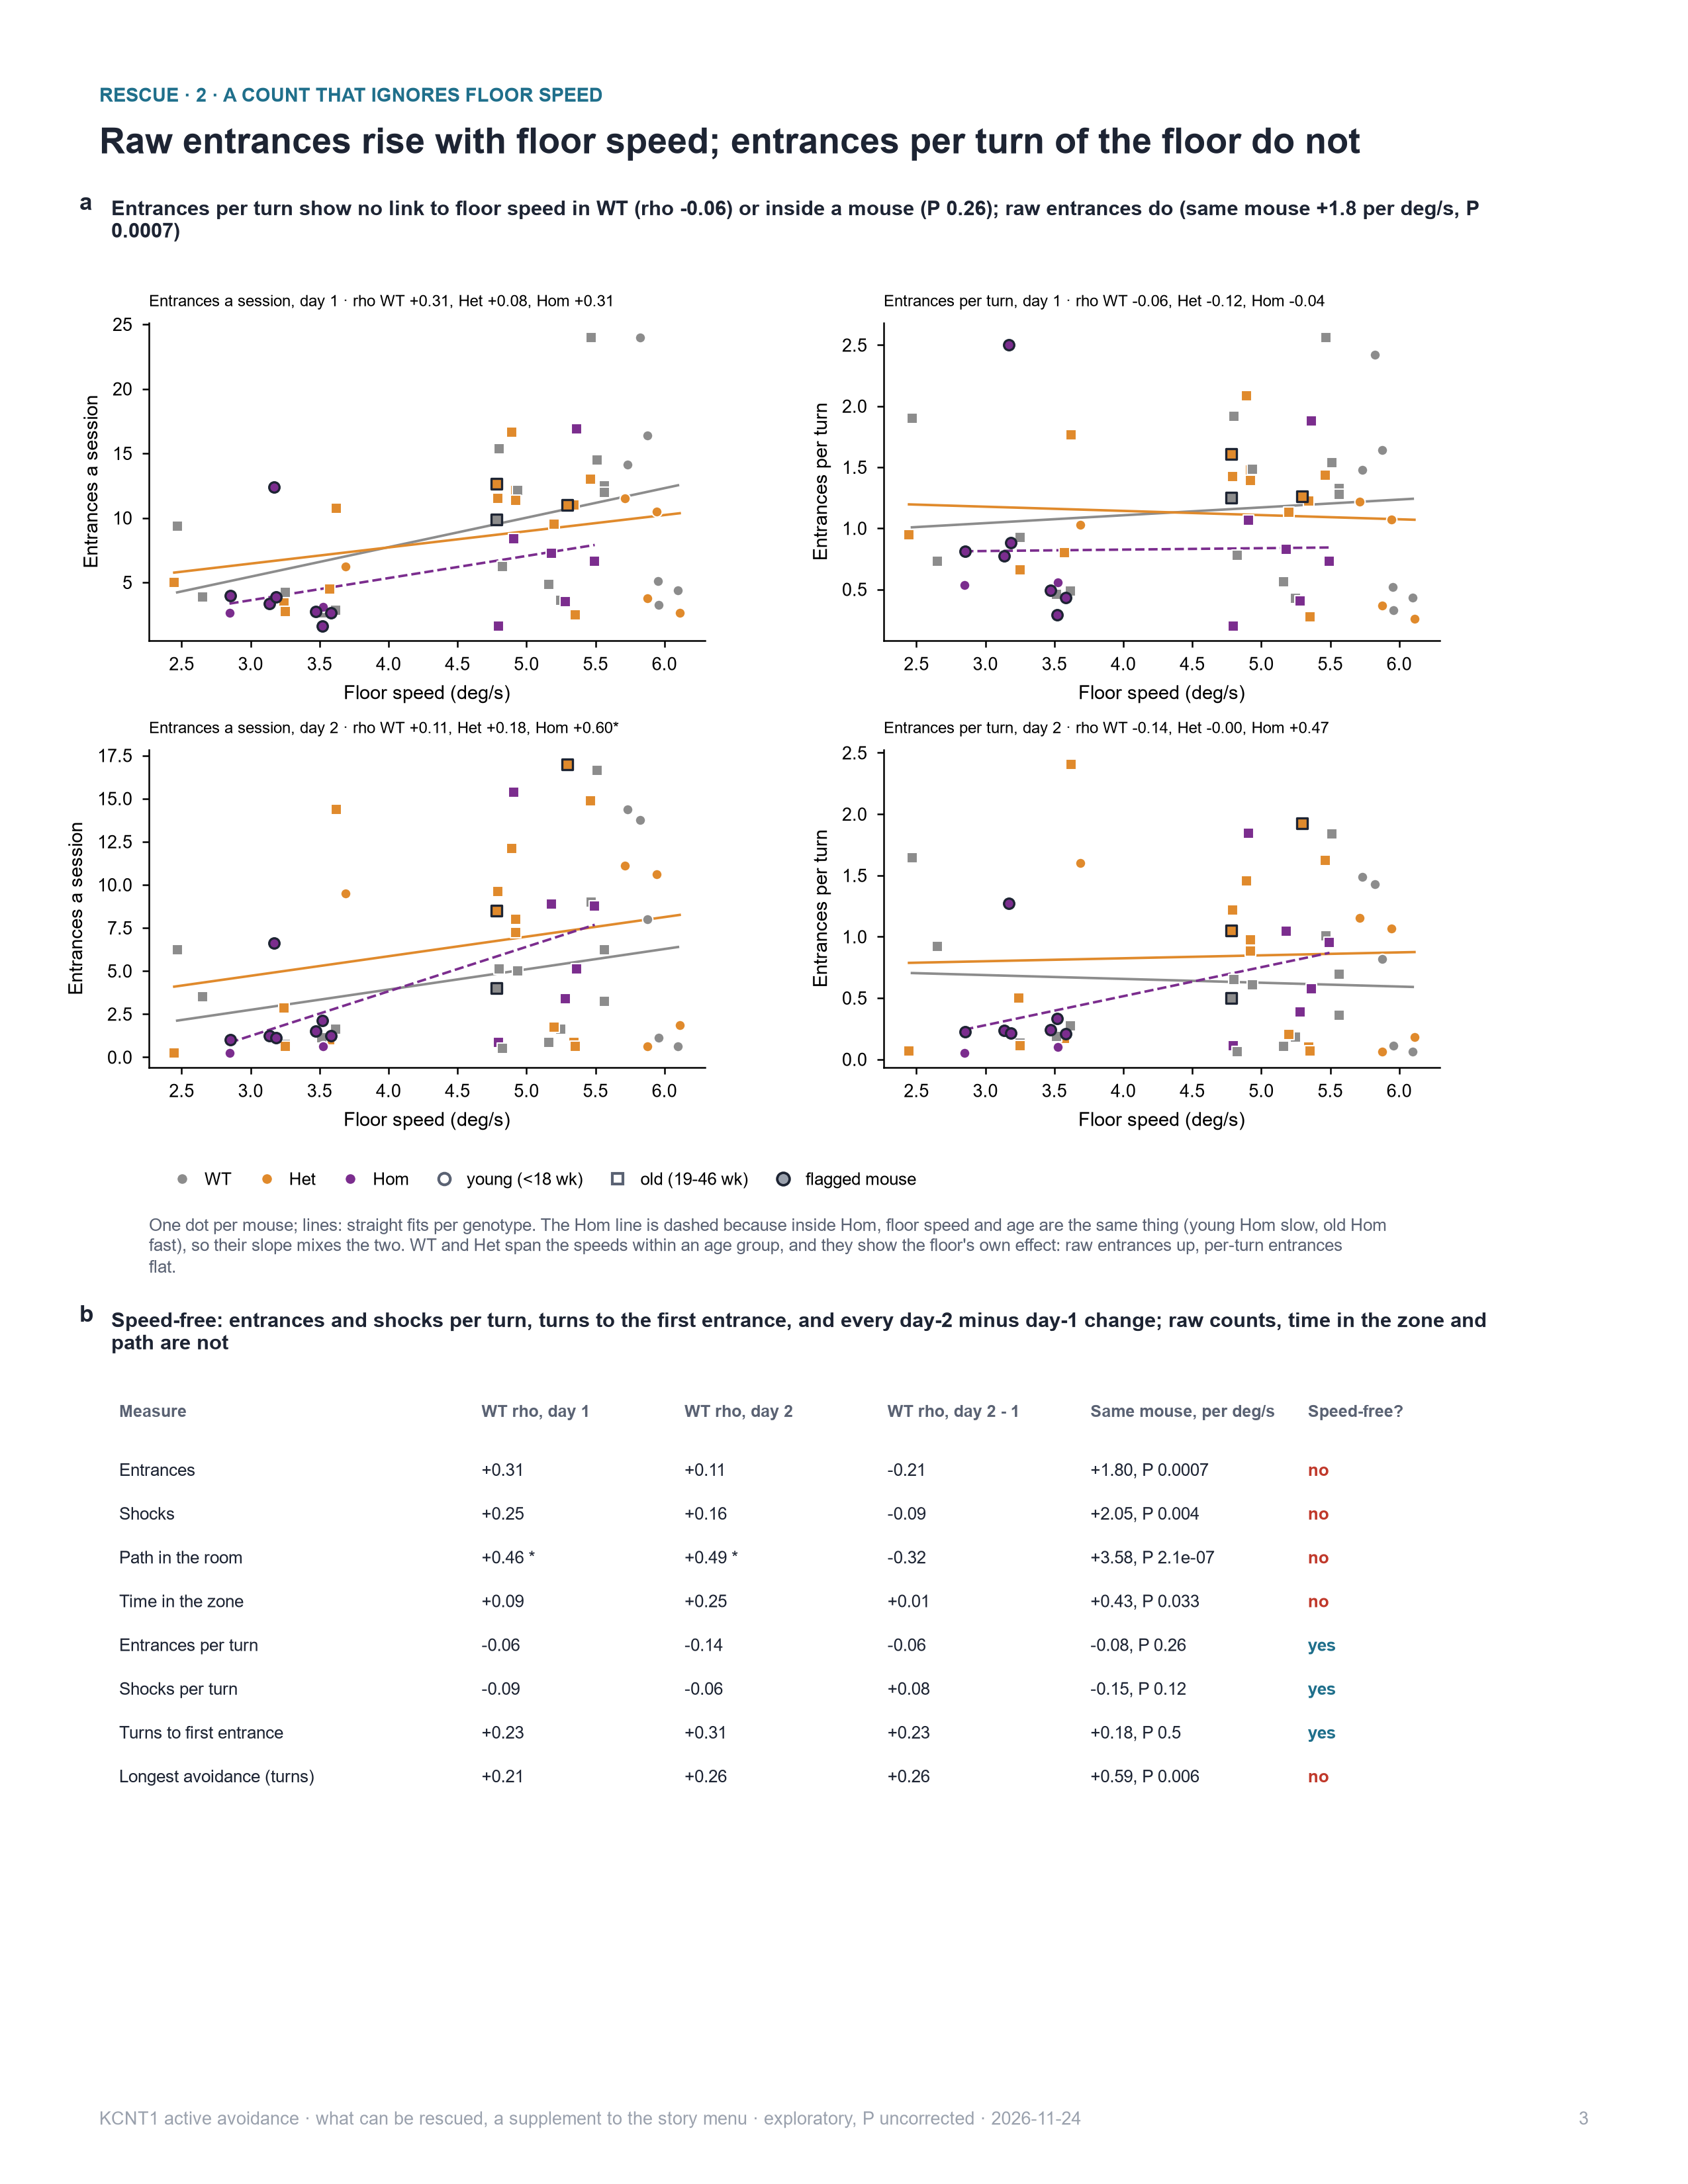 RESCUE · 2 · A COUNT THAT IGNORES FLOOR SPEED
Raw entrances rise with floor speed; entrances per turn of the floor do not
a
Entrances per turn show no link to floor speed in WT (rho -0.06) or inside a mouse (P 0.26); raw entrances do (same mouse +1.8 per deg/s, P
0.0007)
Entrances a session, day 1 · rho WT +0.31, Het +0.08, Hom +0.31
25
20
15
10
5
Entrances a session
2.5 3.0 3.5 4.0 4.5 5.0 5.5 6.0
Floor speed (deg/s)
Entrances per turn, day 1 · rho WT -0.06, Het -0.12, Hom -0.04
2.5
2.0
1.5
1.0
0.5
Entrances per turn
2.5 3.0 3.5 4.0 4.5 5.0 5.5 6.0
Floor speed (deg/s)
Entrances a session, day 2 · rho WT +0.11, Het +0.18, Hom +0.60*
17.5
15.0
12.5
10.0
7.5
5.0
2.5
0.0
Entrances a session
2.5 3.0 3.5 4.0 4.5 5.0 5.5 6.0
Floor speed (deg/s)
Entrances per turn, day 2 · rho WT -0.14, Het -0.00, Hom +0.47
2.5
2.0
1.5
1.0
0.5
0.0
Entrances per turn
2.5 3.0 3.5 4.0 4.5 5.0 5.5 6.0
Floor speed (deg/s)
WT Het Hom young (<18 wk) old (19-46 wk) flagged mouse
One dot per mouse; lines: straight fits per genotype. The Hom line is dashed because inside Hom, floor speed and age are the same thing (young Hom slow, old Hom
fast), so their slope mixes the two. WT and Het span the speeds within an age group, and they show the floor's own effect: raw entrances up, per-turn entrances
flat.
b
Speed-free: entrances and shocks per turn, turns to the first entrance, and every day-2 minus day-1 change; raw counts, time in the zone and
path are not
Measure WT rho, day 1 WT rho, day 2 WT rho, day 2 - 1 Same mouse, per deg/s Speed-free?
Entrances +0.31 +0.11 -0.21 +1.80, P 0.0007 no
Shocks +0.25 +0.16 -0.09 +2.05, P 0.004 no
Path in the room +0.46 * +0.49 * -0.32 +3.58, P 2.1e-07 no
Time in the zone +0.09 +0.25 +0.01 +0.43, P 0.033 no
Entrances per turn -0.06 -0.14 -0.06 -0.08, P 0.26 yes
Shocks per turn -0.09 -0.06 +0.08 -0.15, P 0.12 yes
Turns to first entrance +0.23 +0.31 +0.23 +0.18, P 0.5 yes
Longest avoidance (turns) +0.21 +0.26 +0.26 +0.59, P 0.006 no
KCNT1 active avoidance · what can be rescued, a supplement to the story menu · exploratory, P uncorrected · 2026-11-24
3